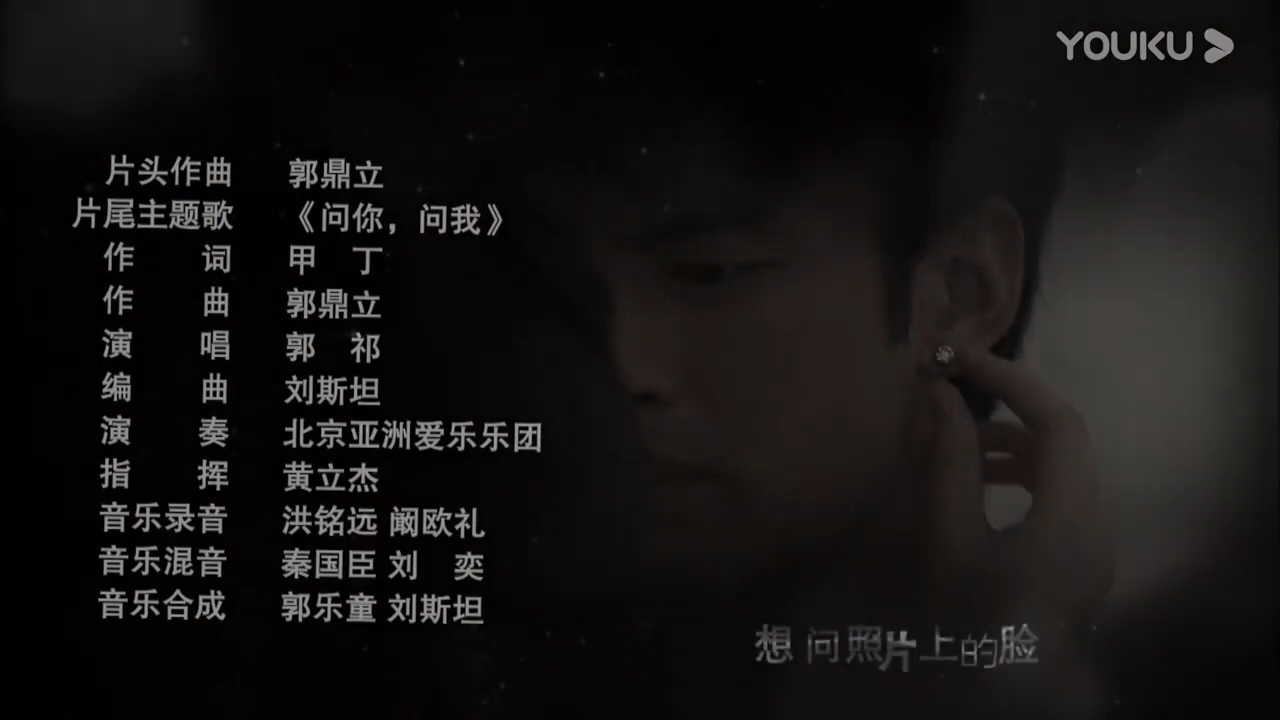 YOUKU
片头作曲 郭鼎立
片尾主题歌 《问你，问我》
作 词 甲 丁
作 曲 郭鼎立
演 唱 郭 祁
编 曲 刘斯坦
演 奏 北京亚洲爱乐乐团
指 挥 黄立杰
音乐录音 洪铭远 阚欧礼
音乐混音 秦国臣 刘 奕
音乐合成 郭乐童 刘斯坦
想 问照片上的脸